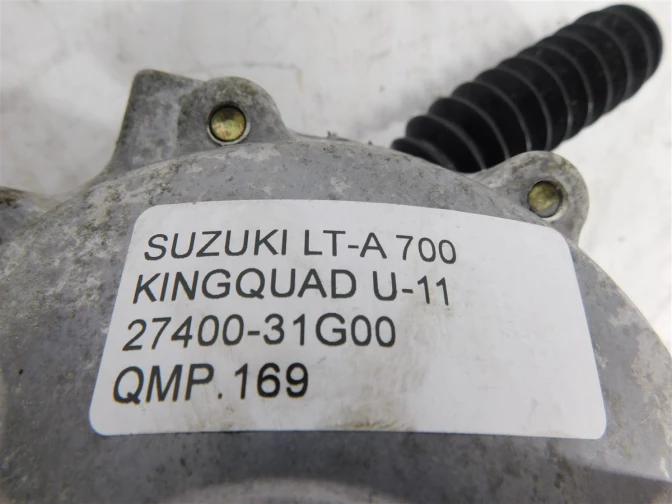 SUZUKI LT-A 700
KINGQUAD U-11
27400-31G00
QMP.169